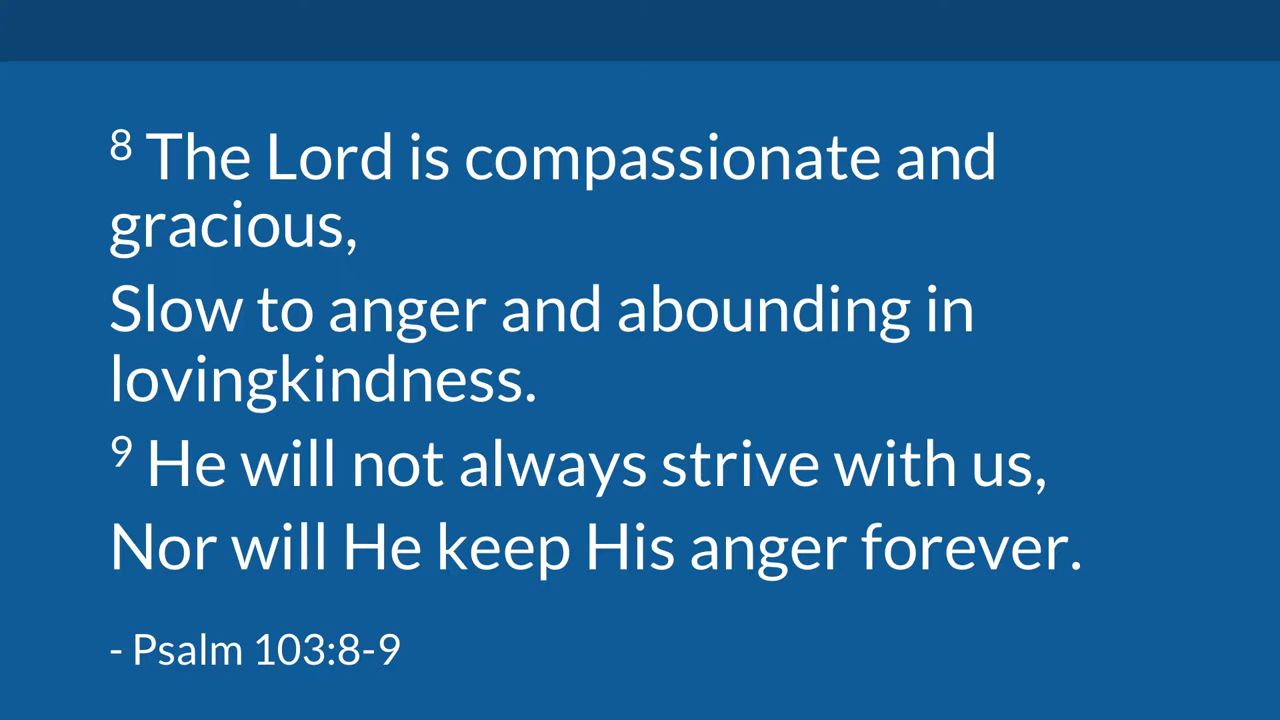 8 The Lord is compassionate and
gracious,
Slow to anger and abounding in
lovingkindness.
9 He will not always strive with us,
Nor will He keep His anger forever.
- Psalm 103:8-9